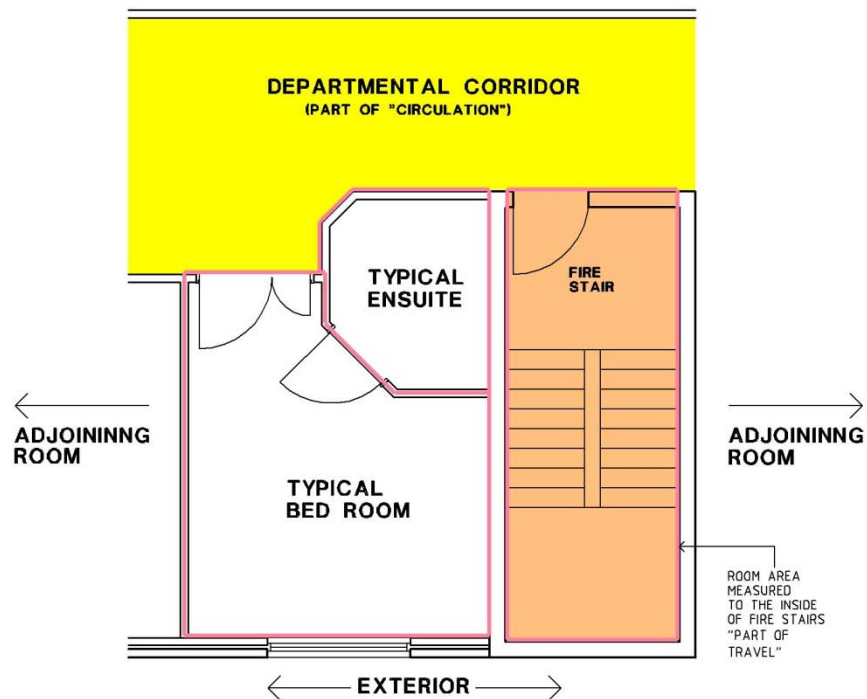 DEPARTMENTAL CORRIDOR
(PART OF "CIRCULATION")
TYPICAL
ENSUITE
FIRE
STAIR
ADJOININNG
ROOM
ADJOININNG
ROOM
TYPICAL
BED ROOM
ROOM AREA
MEASURED
TO THE INSIDE
OF FIRE STAIRS
"PART OF
TRAVEL"
EXTERIOR